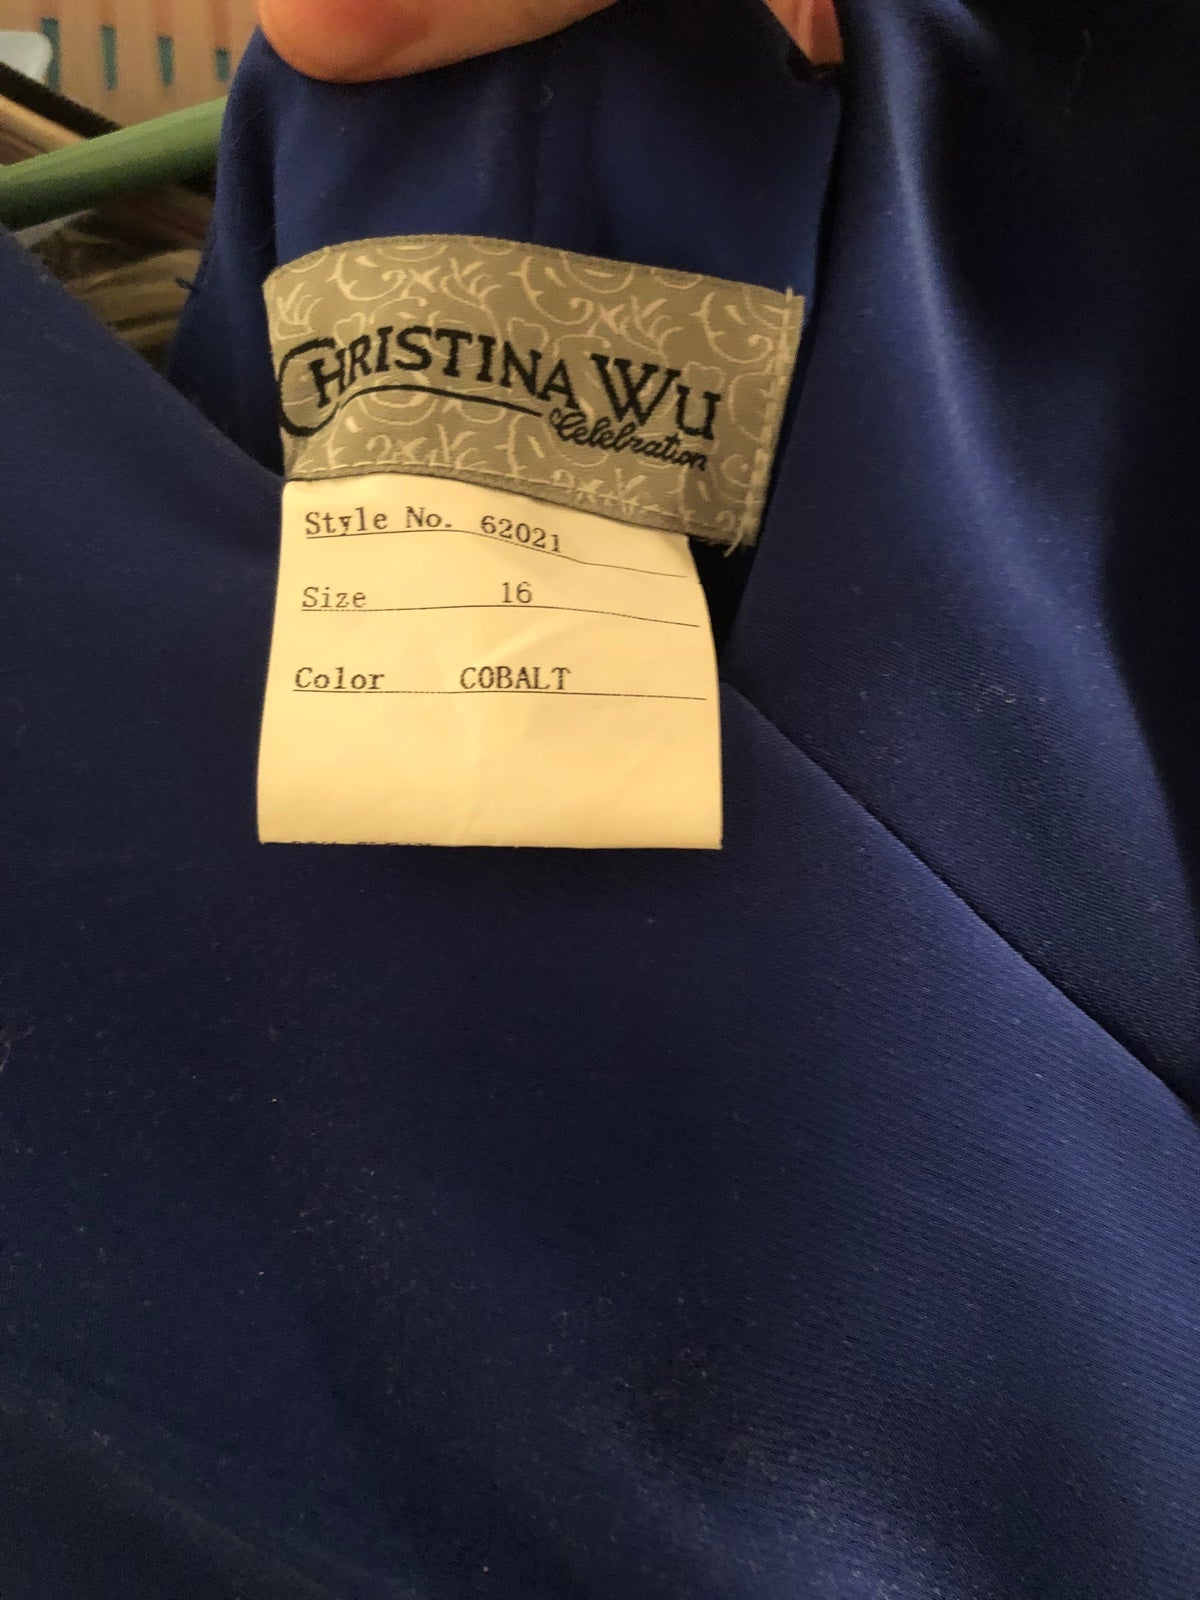 CHRISTINA WU
Celebration
Style No. 62021
Size 16
Color COBALT